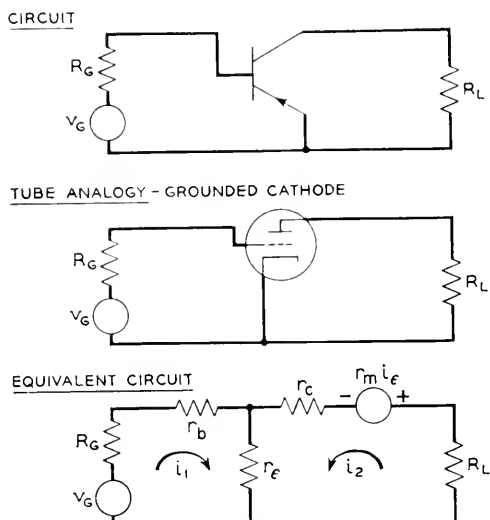 CIRCUIT
R_G
v_G
R_L
TUBE ANALOGY – GROUNDED CATHODE
R_G
v_G
R_L
EQUIVALENT CIRCUIT
r_b
r_c
− r_m i_ε +
R_G
i_1
r_ε
i_2
R_L
v_G